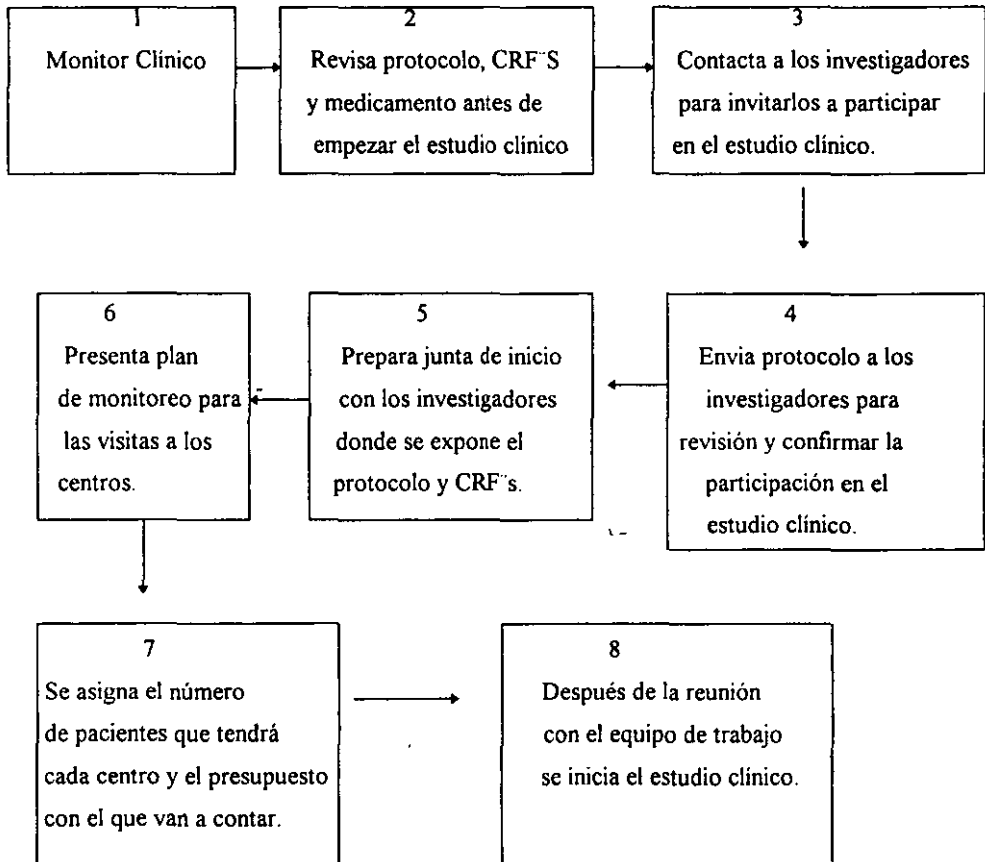 1
Monitor Clínico
2
Revisa protocolo, CRF¨S
y medicamento antes de
empezar el estudio clínico
3
Contacta a los investigadores
para invitarlos a participar
en el estudio clínico.
4
Envia protocolo a los
investigadores para
revisión y confirmar la
participación en el
estudio clínico.
5
Prepara junta de inicio
con los investigadores
donde se expone el
protocolo y CRF¨s.
6
Presenta plan
de monitoreo para
las visitas a los
centros.
7
Se asigna el número
de pacientes que tendrá
cada centro y el presupuesto
con el que van a contar.
8
Después de la reunión
con el equipo de trabajo
se inicia el estudio clínico.